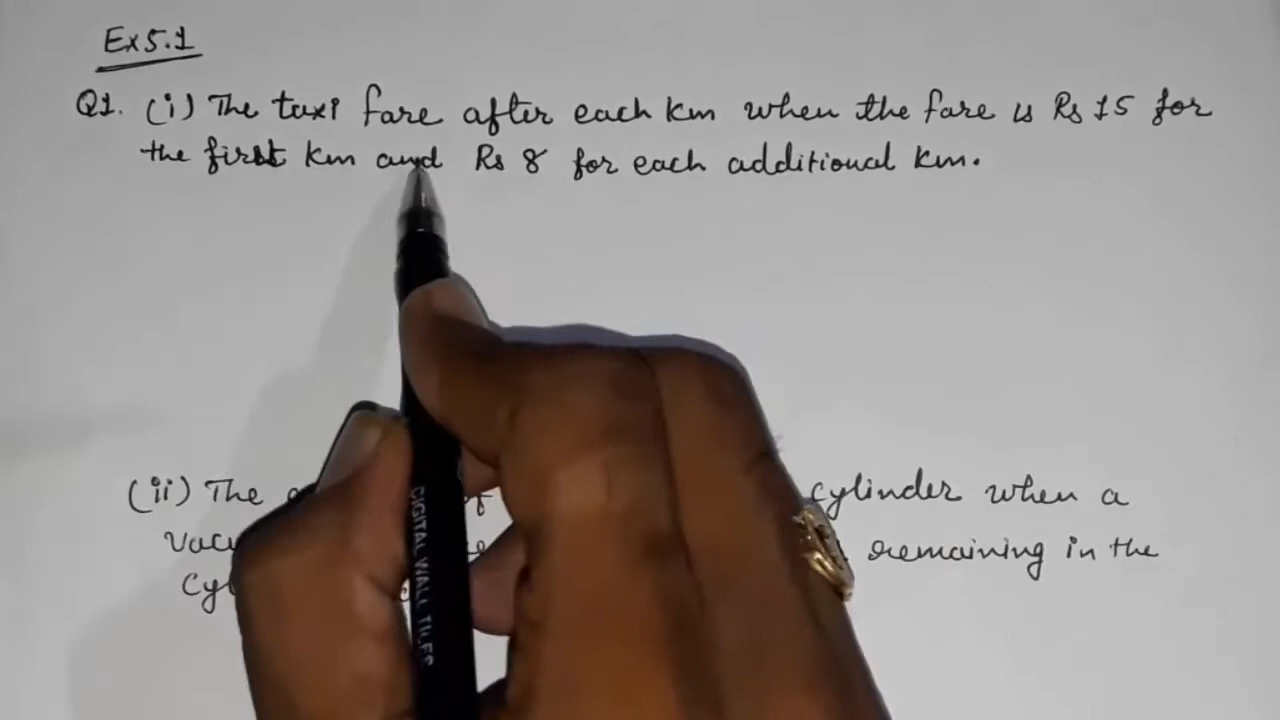 Ex 5.1
Q1. (i) The taxi fare after each km when the fare is Rs 15 for
the first km and Rs 8 for each additional km.
(ii) The cylinder when a
remaining in the
DIGITAL WALL TILES